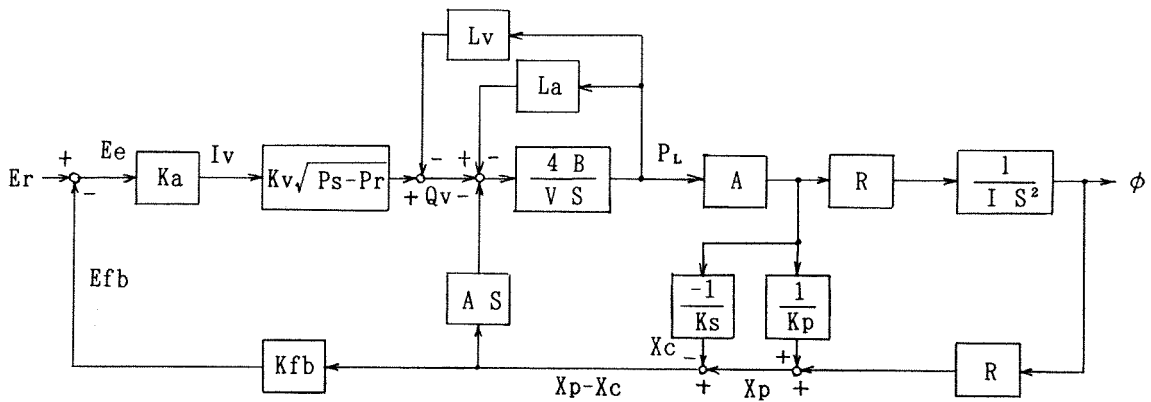 Lv
La
Er
+
-
Ee
Ka
Iv
Kv√Ps-Pr
-
+
Qv
+
-
-
4 B
V S
P_L
A
R
1
I S²
φ
Efb
A S
-1
Ks
1
Kp
Kfb
Xp-Xc
Xc
-
+
Xp
+
+
R